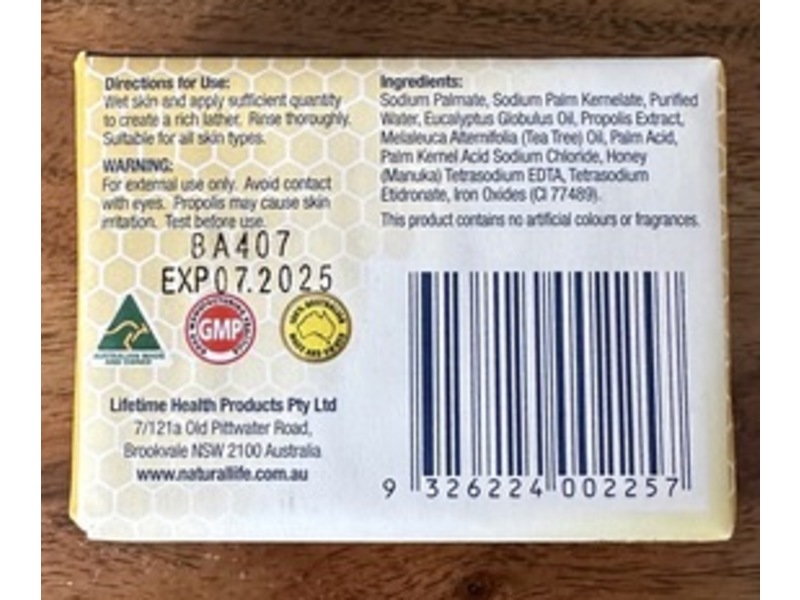 Directions for Use:
Wet skin and apply sufficient quantity
to create a rich lather. Rinse thoroughly.
Suitable for all skin types.
WARNING:
For external use only. Avoid contact
with eyes. Propolis may cause skin
irritation. Test before use.
BA407
EXP07.2025
GMP
AUSTRALIAN MADE
AND OWNED
Lifetime Health Products Pty Ltd
7/121a Old Pittwater Road,
Brookvale NSW 2100 Australia
www.naturallife.com.au
Ingredients:
Sodium Palmate, Sodium Palm Kernelate, Purified
Water, Eucalyptus Globulus Oil, Propolis Extract,
Melaleuca Alternifolia (Tea Tree) Oil, Palm Acid,
Palm Kernel Acid Sodium Chloride, Honey
(Manuka) Tetrasodium EDTA, Tetrasodium
Etidronate, Iron Oxides (CI 77489).
This product contains no artificial colours or fragrances.
9 326224 002257